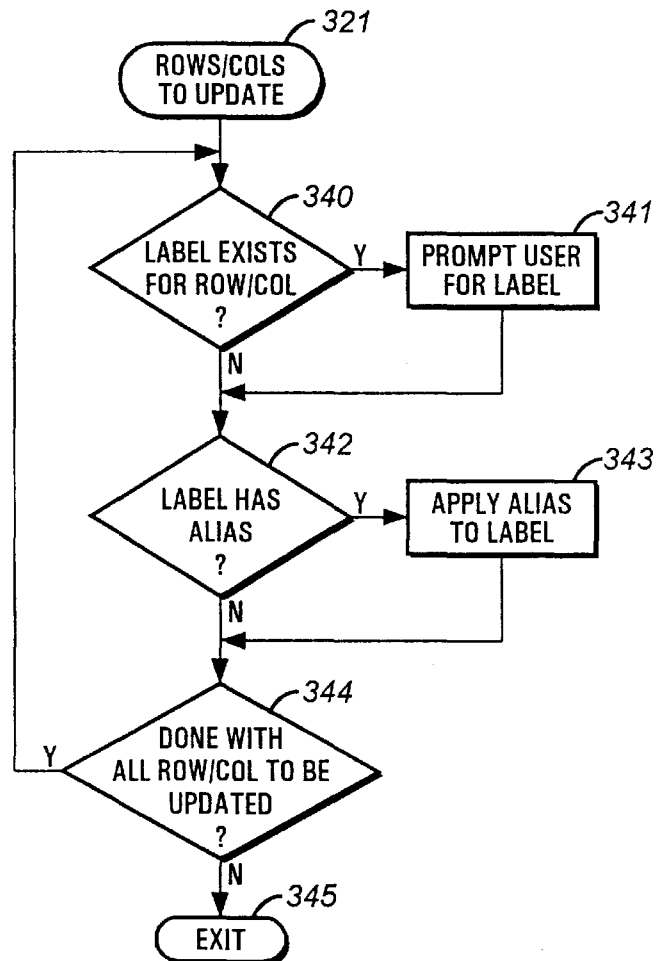 321
ROWS/COLS
TO UPDATE
340
LABEL EXISTS
FOR ROW/COL
?
Y
N
341
PROMPT USER
FOR LABEL
342
LABEL HAS
ALIAS
?
Y
N
343
APPLY ALIAS
TO LABEL
344
DONE WITH
ALL ROW/COL TO BE
UPDATED
?
Y
N
345
EXIT